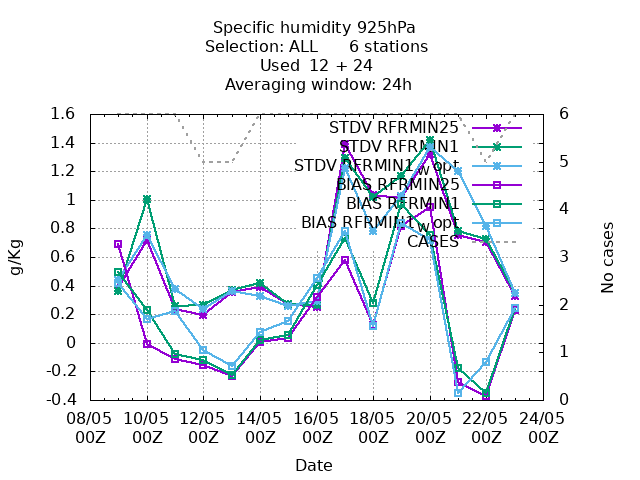 Specific humidity 925hPa
Selection: ALL 6 stations
Used 12 + 24
Averaging window: 24h
g/Kg
1.6
1.4
1.2
1
0.8
0.6
0.4
0.2
0
-0.2
-0.4
STDV RFRMIN25
STDV RFRMIN1
STDV RFRMIN1_w_opt
BIAS RFRMIN25
BIAS RFRMIN1
BIAS RFRMIN1_w_opt
CASES
6
5
4
3
2
1
0
No cases
08/05 10/05 12/05 14/05 16/05 18/05 20/05 22/05 24/05
00Z 00Z 00Z 00Z 00Z 00Z 00Z 00Z 00Z
Date